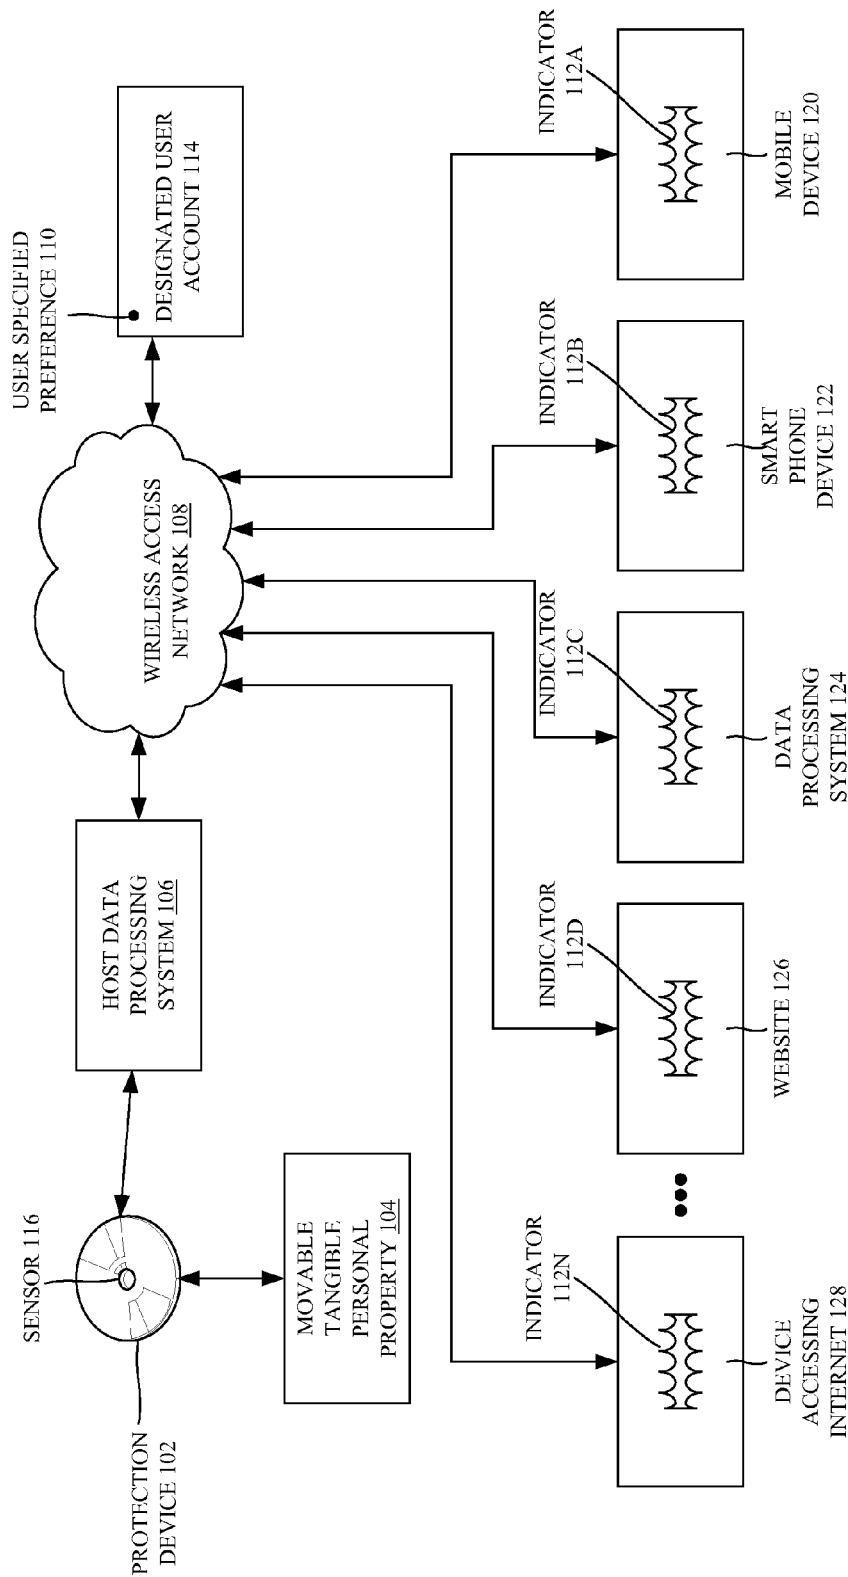 SENSOR 116
PROTECTION
DEVICE 102
MOVABLE
TANGIBLE
PERSONAL
PROPERTY 104
HOST DATA
PROCESSING
SYSTEM 106
WIRELESS ACCESS
NETWORK 108
USER SPECIFIED
PREFERENCE 110
DESIGNATED USER
ACCOUNT 114
INDICATOR
112N
DEVICE
ACCESSING
INTERNET 128
INDICATOR
112D
WEBSITE 126
INDICATOR
112C
DATA
PROCESSING
SYSTEM 124
INDICATOR
112B
SMART
PHONE
DEVICE 122
INDICATOR
112A
MOBILE
DEVICE 120